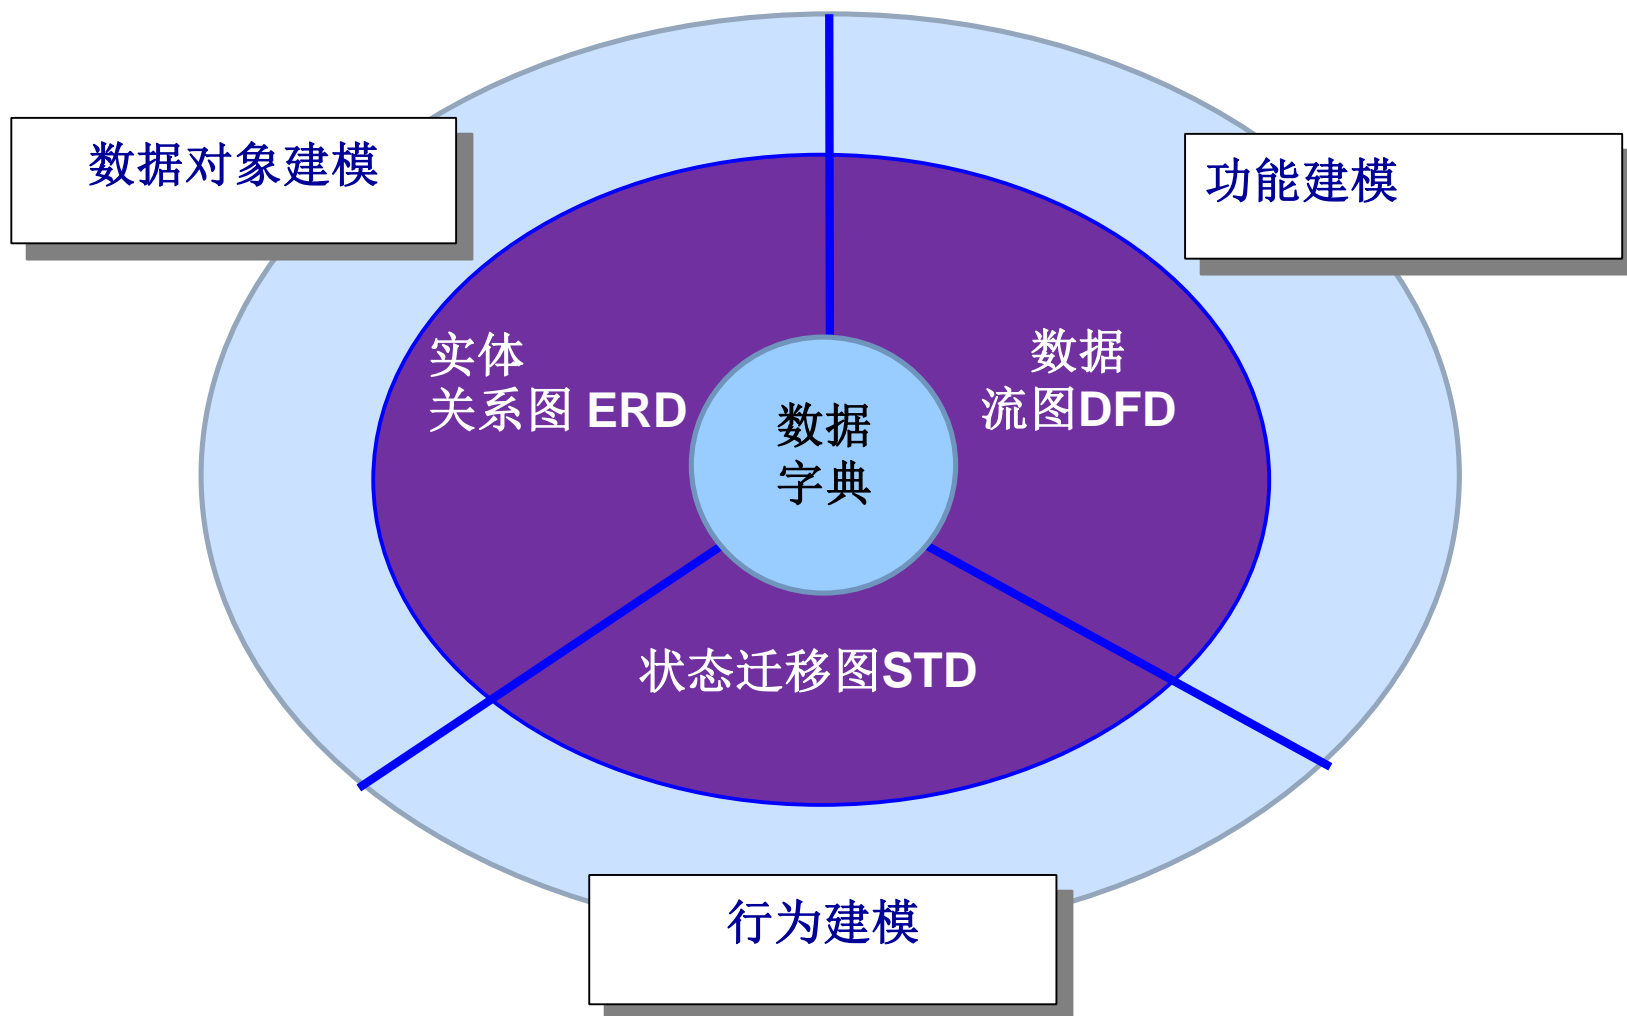 数据对象建模
功能建模
实体
关系图 ERD
数据
流图DFD
数据
字典
状态迁移图STD
行为建模